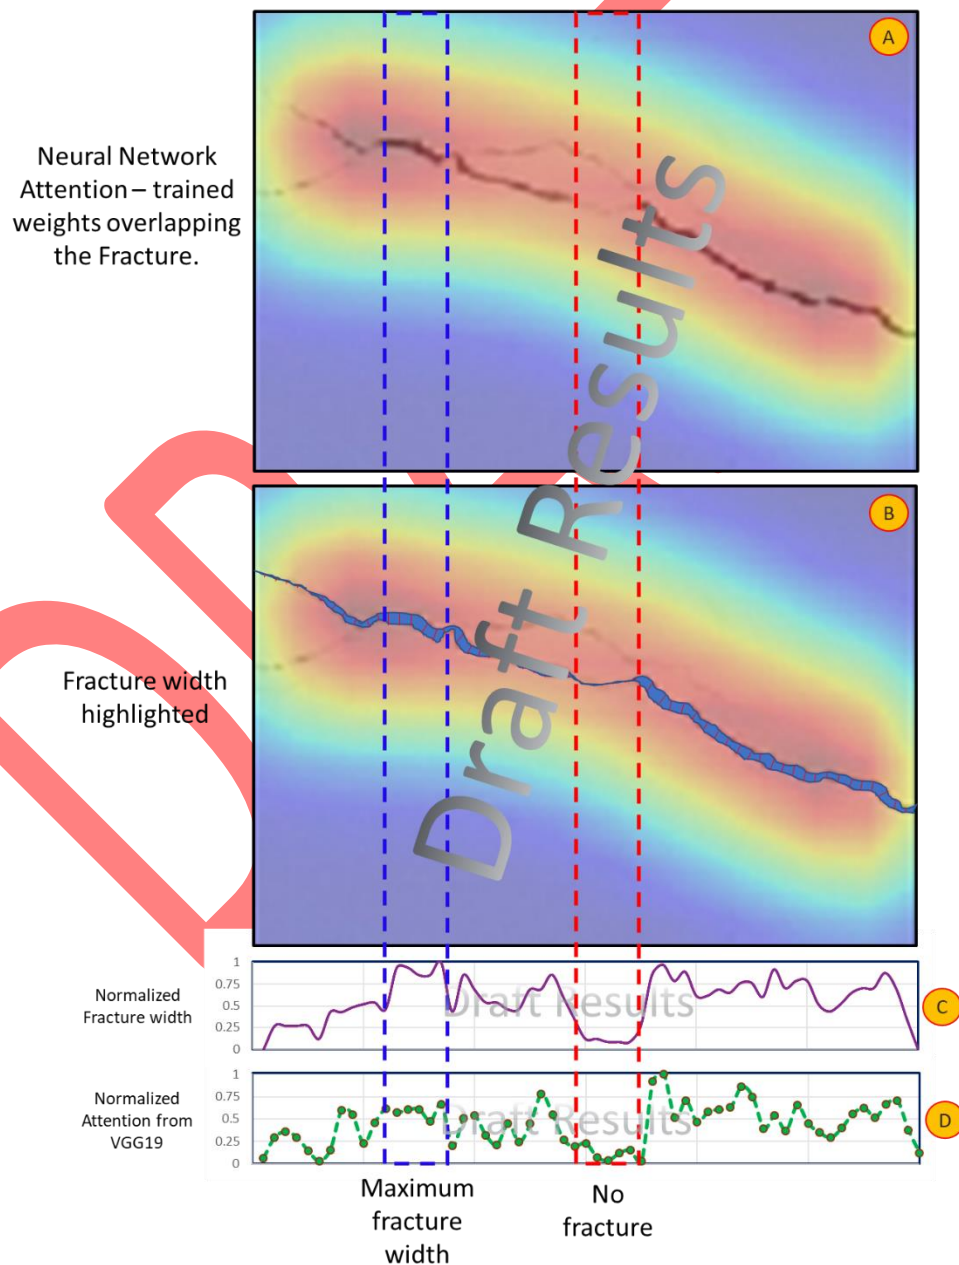 A
Neural Network
Attention – trained
weights overlapping
the Fracture.
Draft Results
B
Fracture width
highlighted
1
0.75
0.5
0.25
0
Normalized
Fracture width
Draft Results
C
1
0.75
0.5
0.25
0
Normalized
Attention from
VGG19
Draft Results
D
Maximum
fracture
width
No
fracture